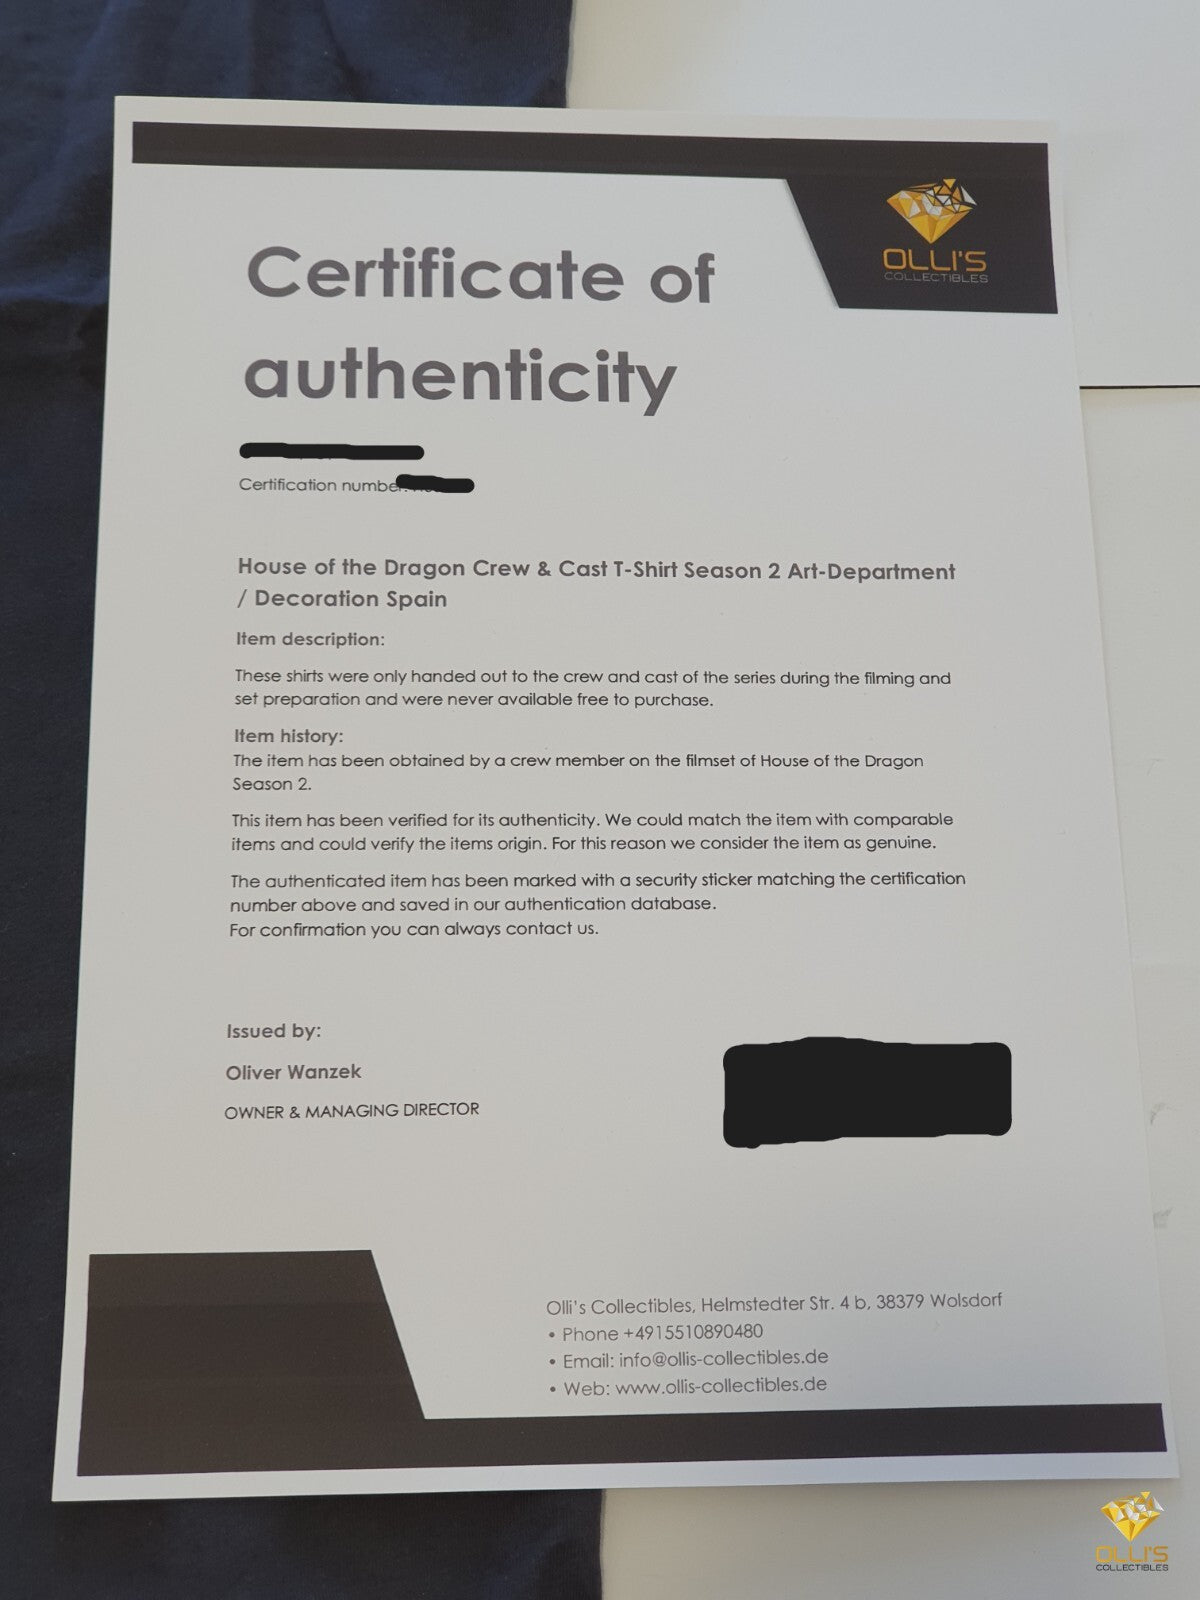 OLLI'S
COLLECTIBLES
Certificate of
authenticity
Certification number
House of the Dragon Crew & Cast T-Shirt Season 2 Art-Department
/ Decoration Spain
Item description:
These shirts were only handed out to the crew and cast of the series during the filming and
set preparation and were never available free to purchase.
Item history:
The item has been obtained by a crew member on the filmset of House of the Dragon
Season 2.
This item has been verified for its authenticity. We could match the item with comparable
items and could verify the items origin. For this reason we consider the item as genuine.
The authenticated item has been marked with a security sticker matching the certification
number above and saved in our authentication database.
For confirmation you can always contact us.
Issued by:
Oliver Wanzek
OWNER & MANAGING DIRECTOR
Olli's Collectibles, Helmstedter Str. 4 b, 38379 Wolsdorf
• Phone +4915510890480
• Email: info@ollis-collectibles.de
• Web: www.ollis-collectibles.de
OLLI'S
COLLECTIBLES